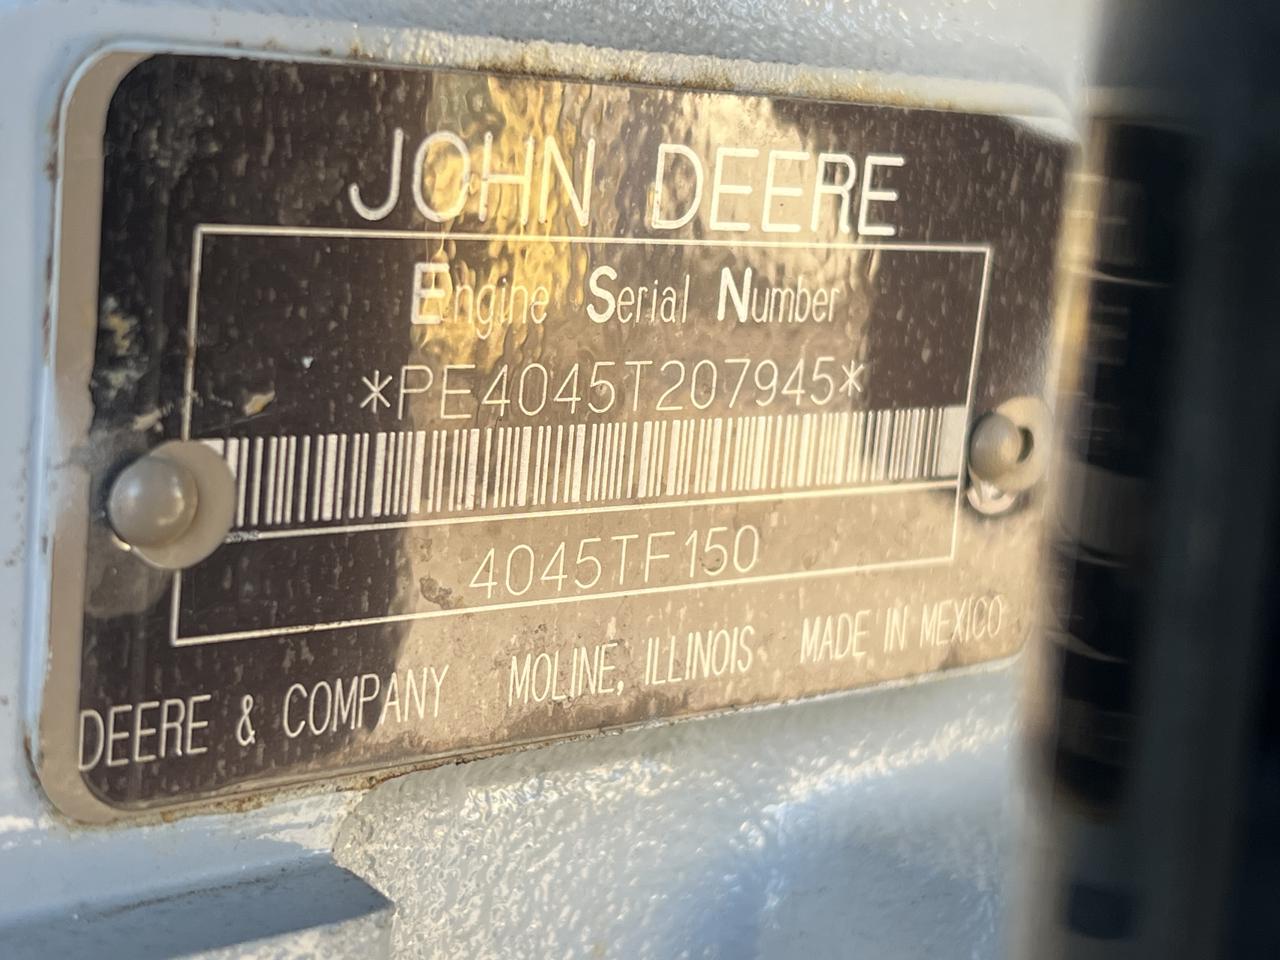 JOHN DEERE
Engine Serial Number
*PE4045T207945*
4045TF150
DEERE & COMPANY MOLINE, ILLINOIS MADE IN MEXICO